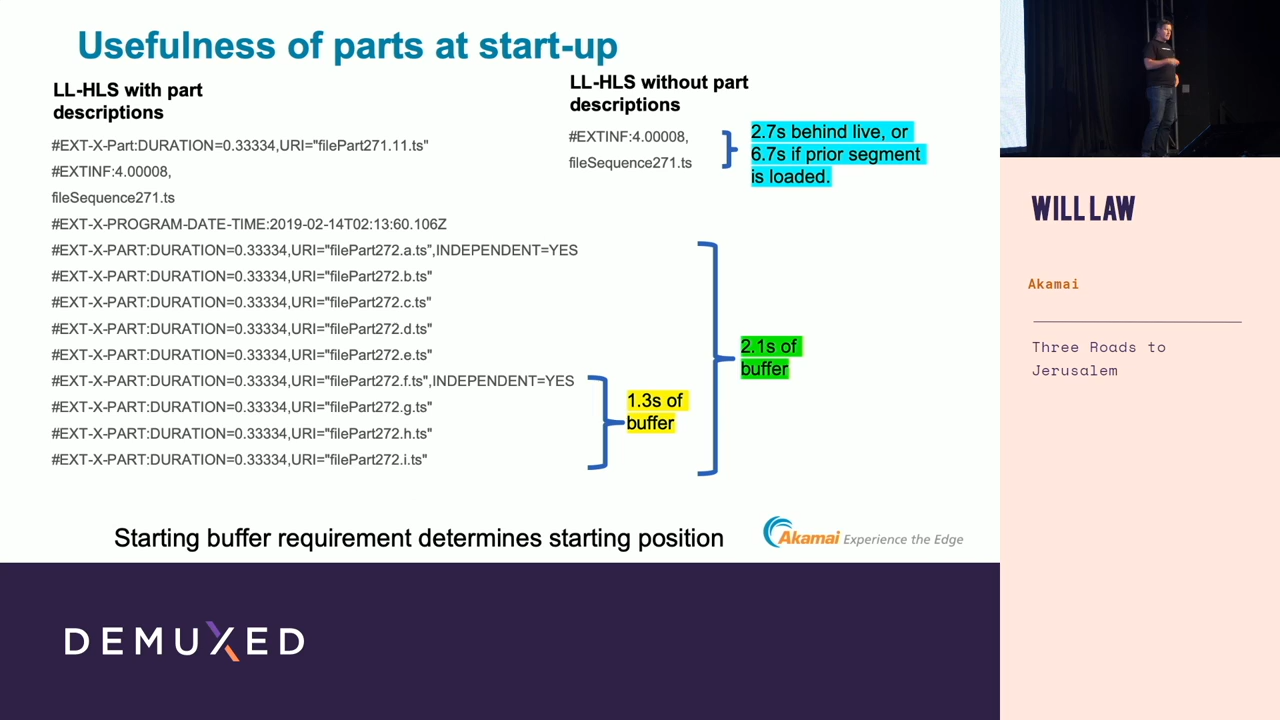 Usefulness of parts at start-up
LL-HLS with part
descriptions
#EXT-X-Part:DURATION=0.33334,URI="filePart271.11.ts"
#EXTINF:4.00008,
fileSequence271.ts
#EXT-X-PROGRAM-DATE-TIME:2019-02-14T02:13:60.106Z
#EXT-X-PART:DURATION=0.33334,URI="filePart272.a.ts",INDEPENDENT=YES
#EXT-X-PART:DURATION=0.33334,URI="filePart272.b.ts"
#EXT-X-PART:DURATION=0.33334,URI="filePart272.c.ts"
#EXT-X-PART:DURATION=0.33334,URI="filePart272.d.ts"
#EXT-X-PART:DURATION=0.33334,URI="filePart272.e.ts"
#EXT-X-PART:DURATION=0.33334,URI="filePart272.f.ts",INDEPENDENT=YES
#EXT-X-PART:DURATION=0.33334,URI="filePart272.g.ts"
#EXT-X-PART:DURATION=0.33334,URI="filePart272.h.ts"
#EXT-X-PART:DURATION=0.33334,URI="filePart272.i.ts"
1.3s of
buffer
2.1s of
buffer
LL-HLS without part
descriptions
#EXTINF:4.00008,
fileSequence271.ts
2.7s behind live, or
6.7s if prior segment
is loaded.
Starting buffer requirement determines starting position
Akamai Experience the Edge
WILL LAW
Akamai
Three Roads to
Jerusalem
DEMUXED